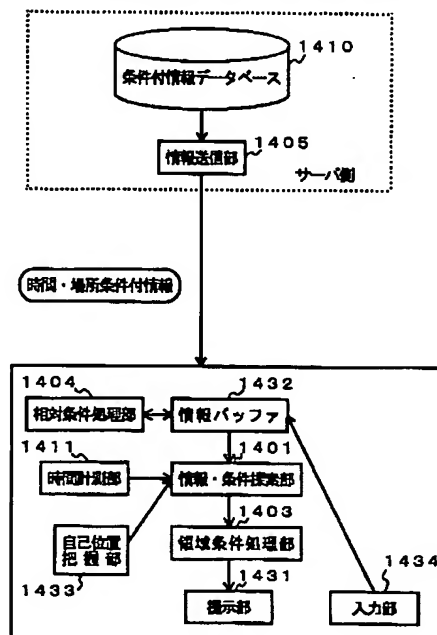 1410
条件付情報データベース
1405
情報送信部
サーバ側
時間・場所条件付情報
1404
1432
相対条件処理部
情報バッファ
1411
1401
時間計測部
情報・条件探索部
1403
自己位置
把握部
領域条件処理部
1433
1431
1434
提示部
入力部